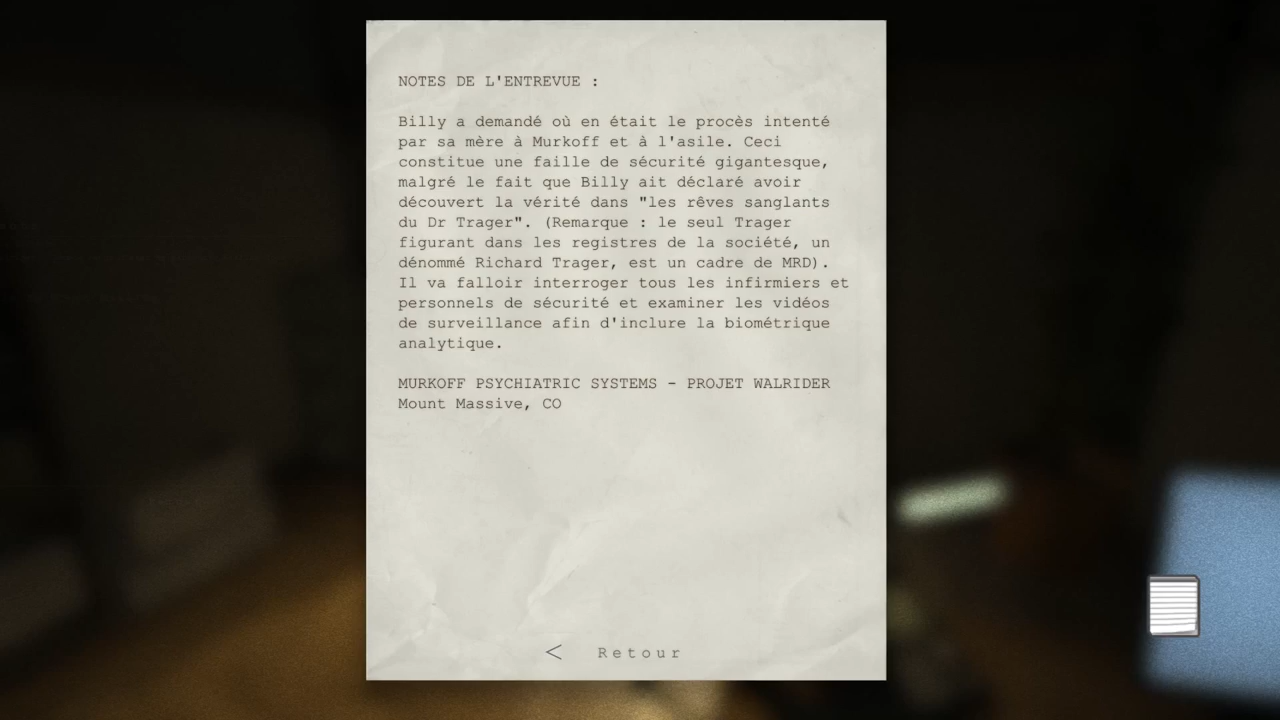 NOTES DE L'ENTREVUE :
Billy a demandé où en était le procès intenté
par sa mère à Murkoff et à l'asile. Ceci
constitue une faille de sécurité gigantesque,
malgré le fait que Billy ait déclaré avoir
découvert la vérité dans "les rêves sanglants
du Dr Trager". (Remarque : le seul Trager
figurant dans les registres de la société, un
dénommé Richard Trager, est un cadre de MRD).
Il va falloir interroger tous les infirmiers et
personnels de sécurité et examiner les vidéos
de surveillance afin d'inclure la biométrique
analytique.
MURKOFF PSYCHIATRIC SYSTEMS - PROJET WALRIDER
Mount Massive, CO
< Retour